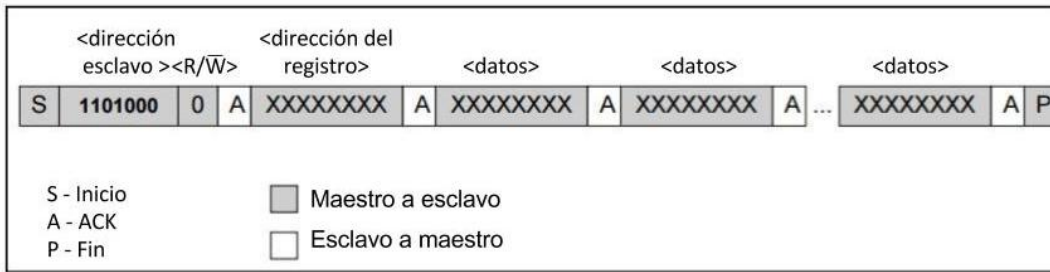 <dirección
esclavo ><R/W̅>
<dirección del
registro>
<datos>
<datos>
<datos>
S 1101000 0 A XXXXXXXX A XXXXXXXX A XXXXXXXX A ... XXXXXXXX A P
S - Inicio
A - ACK
P - Fin
Maestro a esclavo
Esclavo a maestro